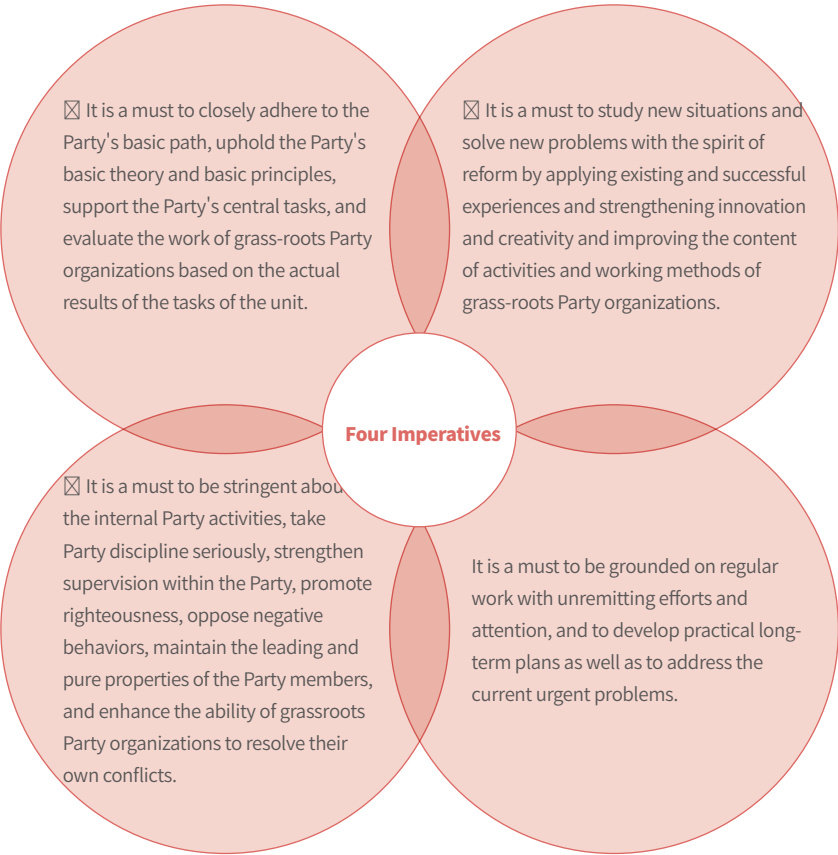 It is a must to closely adhere to the
Party's basic path, uphold the Party's
basic theory and basic principles,
support the Party's central tasks, and
evaluate the work of grass-roots Party
organizations based on the actual
results of the tasks of the unit.
It is a must to study new situations and
solve new problems with the spirit of
reform by applying existing and successful
experiences and strengthening innovation
and creativity and improving the content
of activities and working methods of
grass-roots Party organizations.
Four Imperatives
It is a must to be stringent abou
the internal Party activities, take
Party discipline seriously, strengthen
supervision within the Party, promote
righteousness, oppose negative
behaviors, maintain the leading and
pure properties of the Party members,
and enhance the ability of grassroots
Party organizations to resolve their
own conflicts.
It is a must to be grounded on regular
work with unremitting efforts and
attention, and to develop practical long-
term plans as well as to address the
current urgent problems.